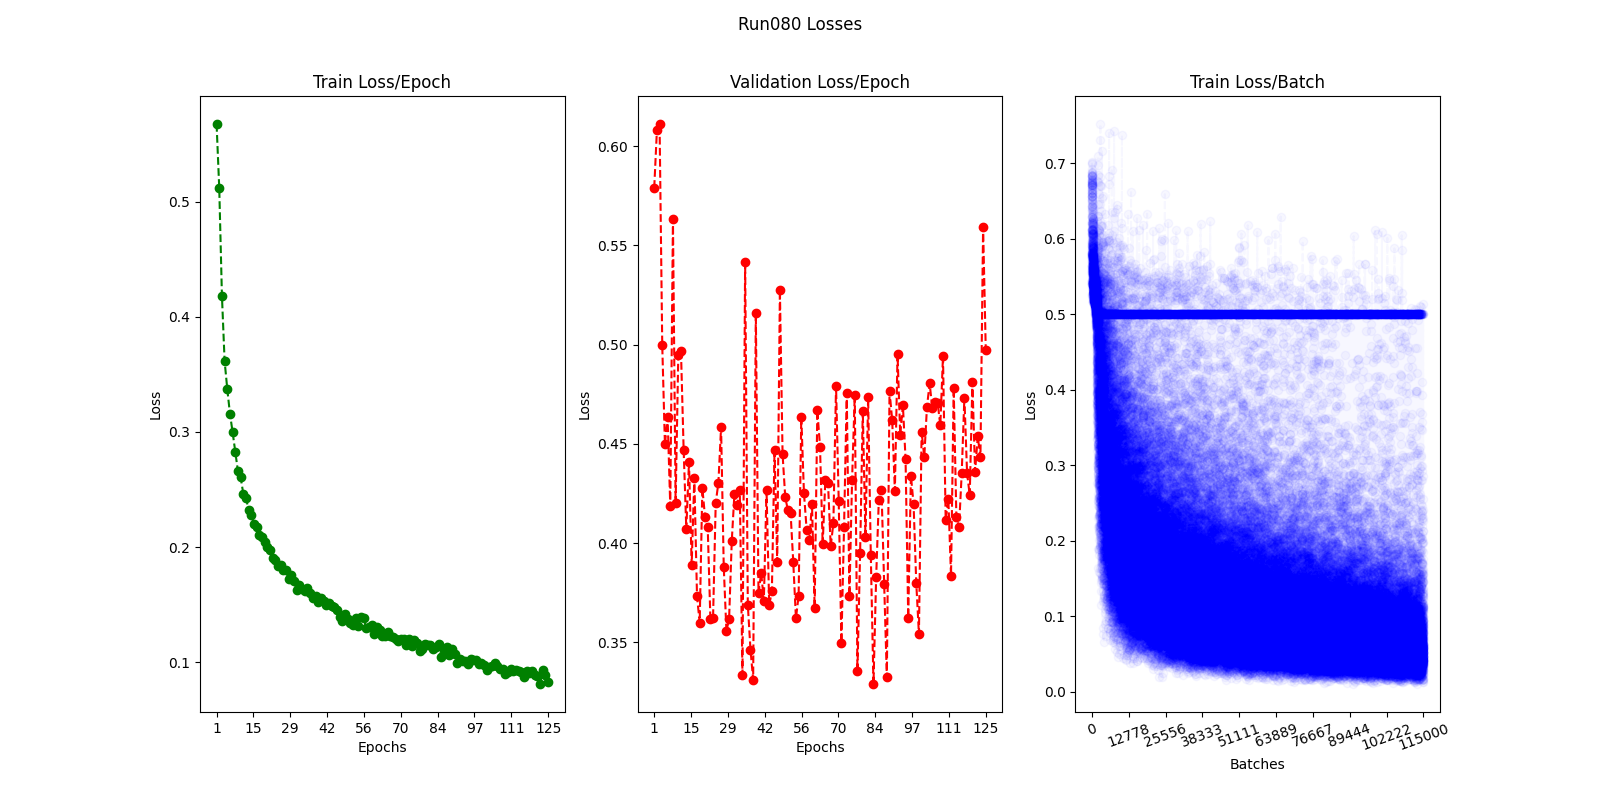 Run080 Losses
Train Loss/Epoch
Validation Loss/Epoch
Train Loss/Batch
Loss
0.5
0.4
0.3
0.2
0.1
1 15 29 42 56 70 84 97 111 125
Epochs
Loss
0.60
0.55
0.50
0.45
0.40
0.35
1 15 29 42 56 70 84 97 111 125
Epochs
Loss
0.7
0.6
0.5
0.4
0.3
0.2
0.1
0.0
0 12778 25556 38333 51111 63889 76667 89444 102222 115000
Batches